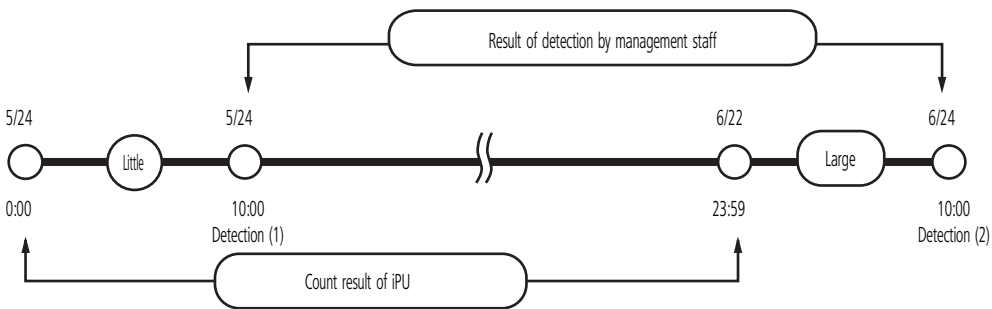 Result of detection by management staff
5/24
5/24
6/22
6/24
Little
Large
0:00
10:00
23:59
10:00
Detection (1)
Detection (2)
Count result of iPU